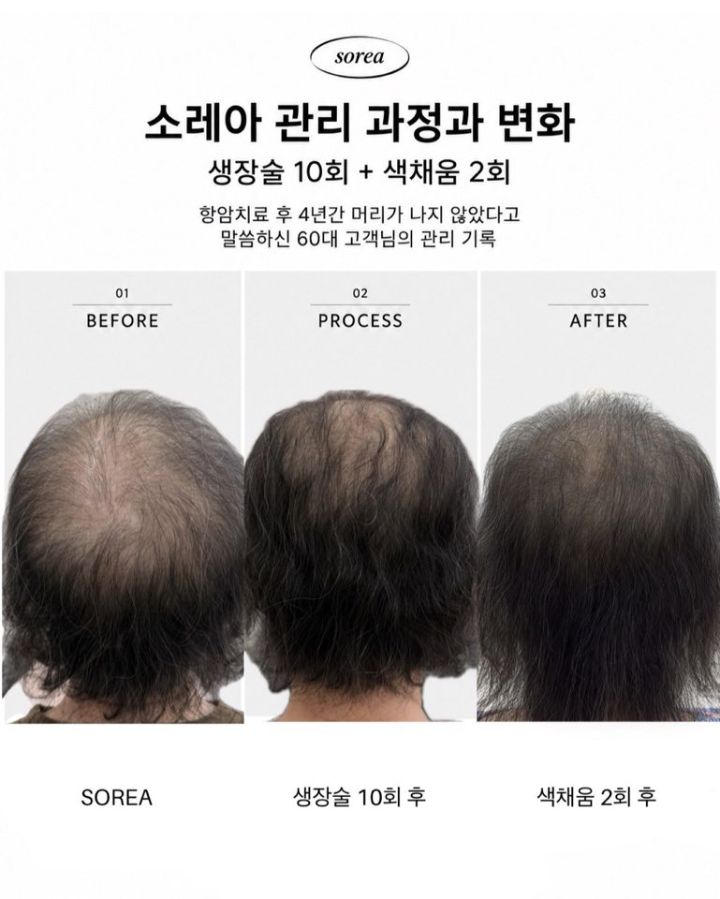 sorea
소레아 관리 과정과 변화
생장술 10회 + 색채움 2회
항암치료 후 4년간 머리가 나지 않았다고
말씀하신 60대 고객님의 관리 기록
01
BEFORE
02
PROCESS
03
AFTER
SOREA
생장술 10회 후
색채움 2회 후